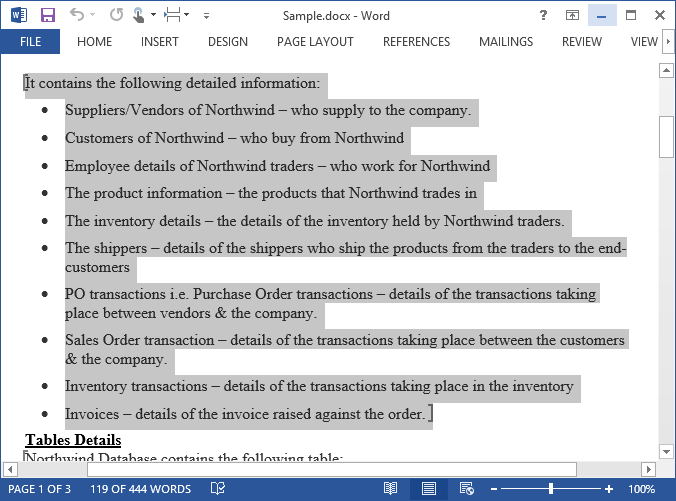 Sample.docx - Word
FILE HOME INSERT DESIGN PAGE LAYOUT REFERENCES MAILINGS REVIEW VIEW
It contains the following detailed information:
• Suppliers/Vendors of Northwind – who supply to the company.
• Customers of Northwind – who buy from Northwind
• Employee details of Northwind traders – who work for Northwind
• The product information – the products that Northwind trades in
• The inventory details – the details of the inventory held by Northwind traders.
• The shippers – details of the shippers who ship the products from the traders to the end-
customers
• PO transactions i.e. Purchase Order transactions – details of the transactions taking
place between vendors & the company.
• Sales Order transaction – details of the transactions taking place between the customers
& the company.
• Inventory transactions – details of the transactions taking place in the inventory
• Invoices – details of the invoice raised against the order.
Tables Details
Northwind Database contains the following table:
PAGE 1 OF 3 119 OF 444 WORDS 100%